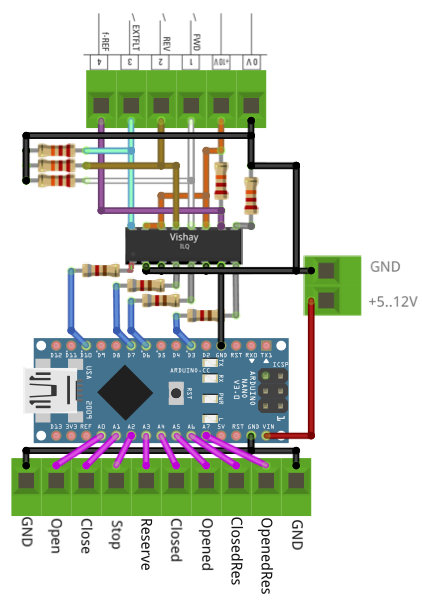 f-REF
EXTFLT
REV
FWD
4
3
2
1
+10V
0V
Vishay
ILQ
GND
+5..12V
D12 D11 D10 D9 D8 D7 D6 D5 D4 D3 D2 GND RST RX0 TX1
USA
2009
ARDUINO.CC
RST
TX
RX
PWR
L
ARDUINO
NANO
V3.0
ICSP
1
D13 3V3 REF A0 A1 A2 A3 A4 A5 A6 A7 5V RST GND VIN
GND
Open
Close
Stop
Reserve
Closed
Opened
ClosedRes
OpenedRes
GND